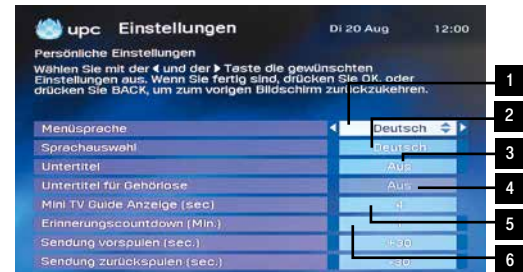 upc Einstellungen Di 20 Aug 12:00
Persönliche Einstellungen
Wählen Sie mit der ◄ und der ► Taste die gewünschten
Einstellungen aus. Wenn Sie fertig sind, drücken Sie OK, oder
drücken Sie BACK, um zum vorigen Bildschirm zurückzukehren.
1
Menüsprache Deutsch
2
Sprachauswahl Deutsch
3
Untertitel Aus
Untertitel für Gehörlose Aus
4
Mini TV Guide Anzeige (sec) 4
5
Erinnerungscountdown (Min.) 1
Sendung vorspulen (sec.) +30
6
Sendung zurückspulen (sec.) -30